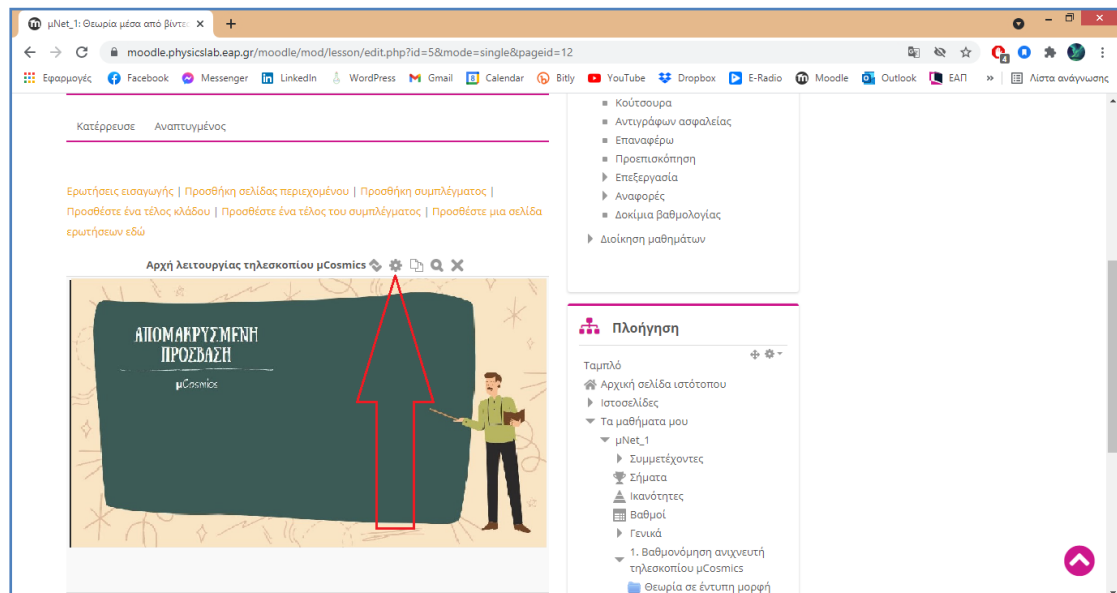 μNet_1: Θεωρία μέσα από βίντε
moodle.physicslab.eap.gr/moodle/mod/lesson/edit.php?id=5&mode=single&pageid=12
4
Εφαρμογές Facebook Messenger LinkedIn WordPress Gmail 8 Calendar Bitly YouTube Dropbox E-Radio Moodle Outlook ΕΑΠ » Λίστα ανάγνωσης
Κατέρρευσε Αναπτυγμένος
Ερωτήσεις εισαγωγής | Προσθήκη σελίδας περιεχομένου | Προσθήκη συμπλέγματος |
Προσθέστε ένα τέλος κλάδου | Προσθέστε ένα τέλος του συμπλέγματος | Προσθέστε μια σελίδα
ερωτήσεων εδώ
Αρχή λειτουργίας τηλεσκοπίου μCosmics
ΑΠΟΜΑΚΡΥΣΜΕΝΗ
ΠΡΟΣΒΑΣΗ
μCosmics
Κούτσουρα
Αντιγράφων ασφαλείας
Επαναφέρω
Προεπισκόπηση
Επεξεργασία
Αναφορές
Δοκίμια βαθμολογίας
Διοίκηση μαθημάτων
Πλοήγηση
Ταμπλό
Αρχική σελίδα ιστότοπου
Ιστοσελίδες
Τα μαθήματα μου
μNet_1
Συμμετέχοντες
Σήματα
Ικανότητες
Βαθμοί
Γενικά
1. Βαθμονόμηση ανιχνευτή
τηλεσκοπίου μCosmics
Θεωρία σε έντυπη μορφή